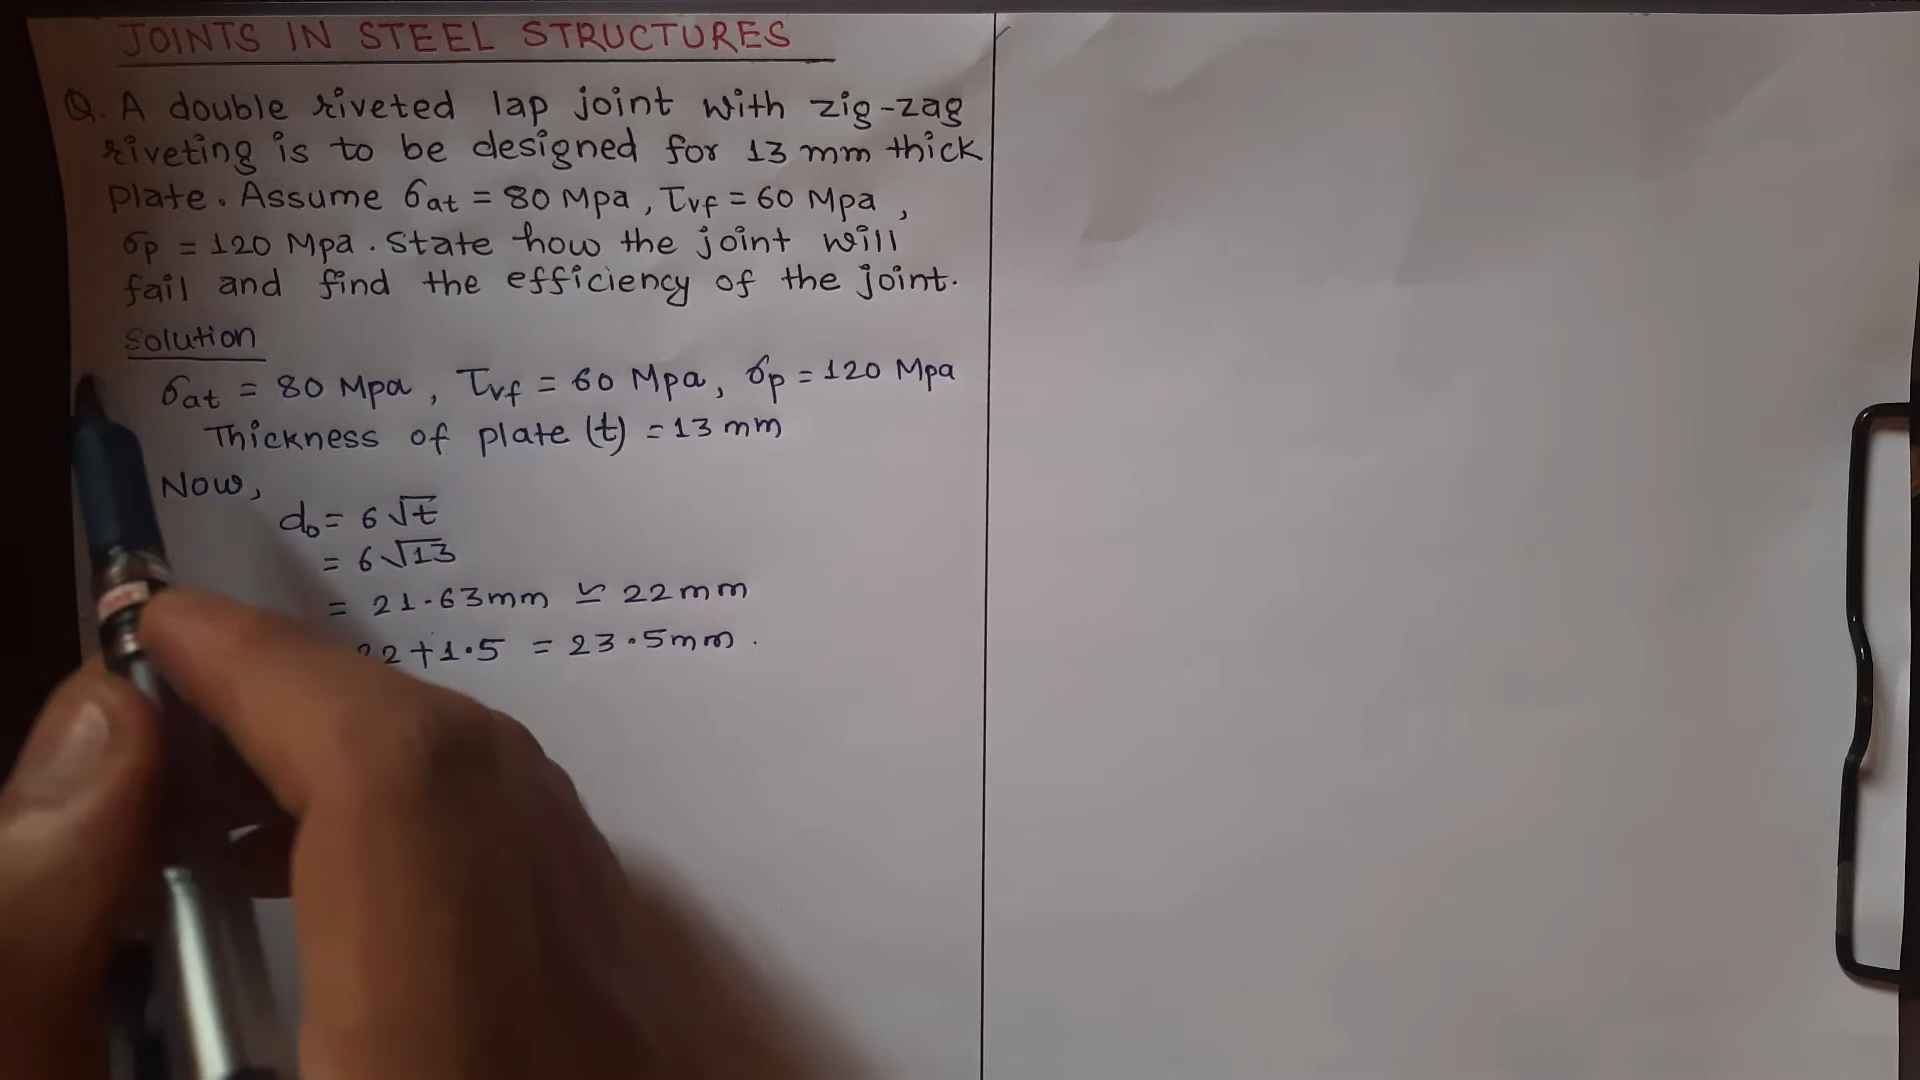 JOINTS IN STEEL STRUCTURES
Q. A double riveted lap joint with zig-zag
riveting is to be designed for 13 mm thick
plate. Assume σat = 80 Mpa, τvf = 60 Mpa,
σp = 120 Mpa. State how the joint will
fail and find the efficiency of the joint.
Solution
σat = 80 Mpa, τvf = 60 Mpa, σp = 120 Mpa
Thickness of plate (t) = 13 mm
Now,
do = 6 √t
= 6 √13
= 21.63mm ≃ 22mm
22+1.5 = 23.5mm.